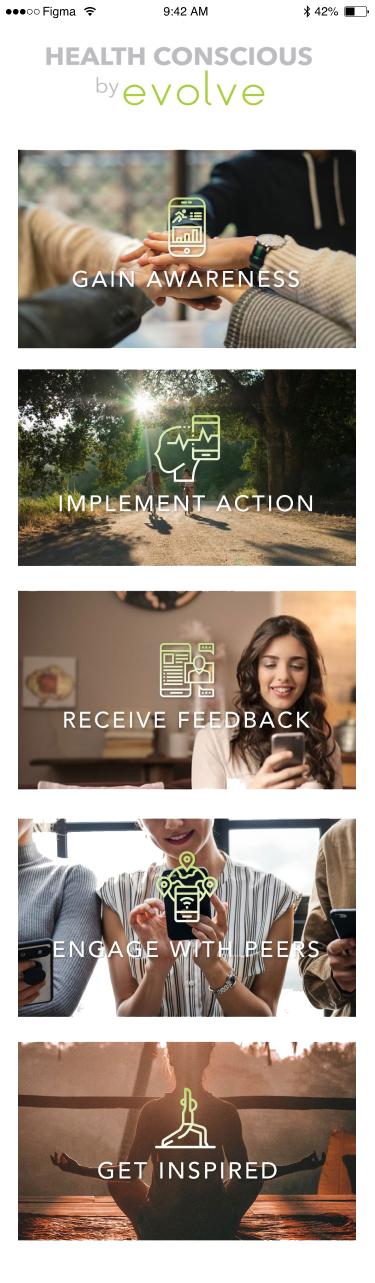 Figma 9:42 AM 42%
HEALTH CONSCIOUS
by evolve
GAIN AWARENESS
IMPLEMENT ACTION
RECEIVE FEEDBACK
ENGAGE WITH PEERS
GET INSPIRED